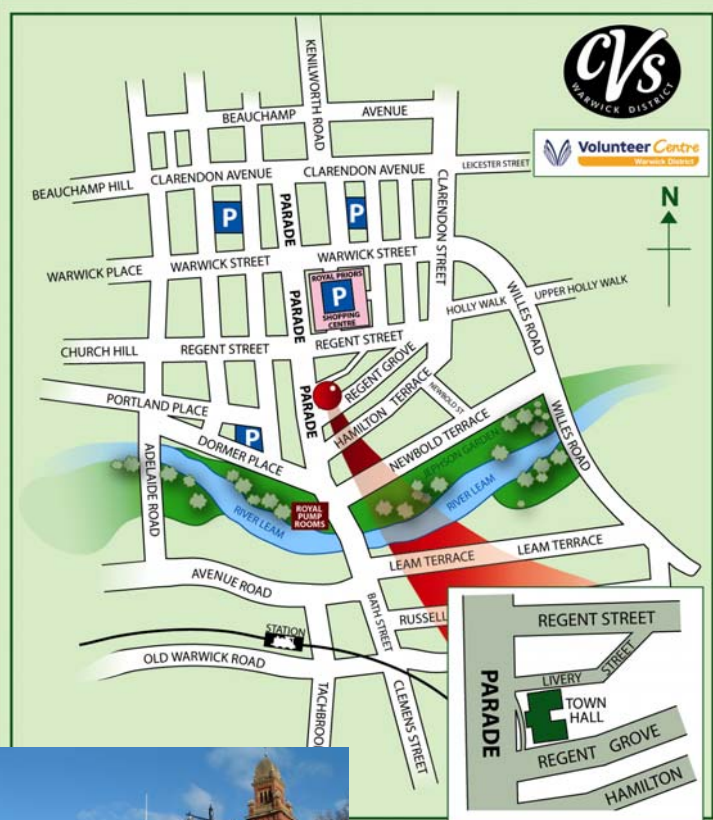 CVS
WARWICK DISTRICT
Volunteer Centre
Warwick District
N
KENILWORTH ROAD
BEAUCHAMP AVENUE
LEICESTER STREET
BEAUCHAMP HILL
CLARENDON AVENUE
CLARENDON AVENUE
CLARENDON STREET
P
P
PARADE
WARWICK STREET
WARWICK PLACE
WARWICK STREET
ROYAL PRIORS
P
SHOPPING
CENTRE
PARADE
HOLLY WALK
UPPER HOLLY WALK
WILLES ROAD
CHURCH HILL
REGENT STREET
REGENT STREET
REGENT GROVE
HAMILTON TERRACE
NEWBOLD ST
PORTLAND PLACE
PARADE
P
DORMER PLACE
NEWBOLD TERRACE
JEPHSON GARDENS
WILLES ROAD
ADELAIDE ROAD
RIVER LEAM
ROYAL
PUMP
ROOMS
RIVER LEAM
LEAM TERRACE
LEAM TERRACE
AVENUE ROAD
BATH STREET
RUSSELL
STATION
OLD WARWICK ROAD
TACHBROO
CLEMENS STREET
REGENT STREET
LIVERY STREET
PARADE
TOWN
HALL
REGENT GROVE
HAMILTON